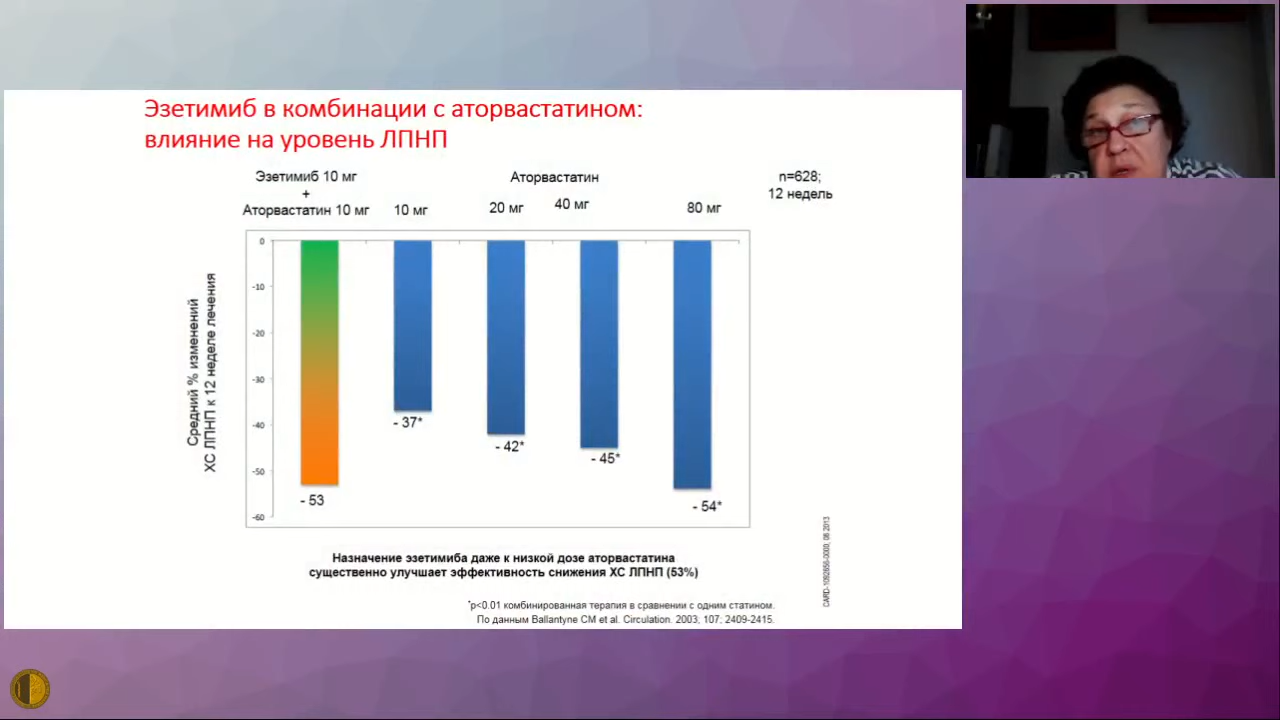 Эзетимиб в комбинации с аторвастатином:
влияние на уровень ЛПНП
Эзетимиб 10 мг
+
Аторвастатин 10 мг
Аторвастатин
10 мг
20 мг
40 мг
80 мг
n=628;
12 недель
Средний % изменений
ХС ЛПНП к 12 неделе лечения
0
-10
-20
-30
-40
-50
-60
- 53
- 37*
- 42*
- 45*
- 54*
Назначение эзетимиба даже к низкой дозе аторвастатина
существенно улучшает эффективность снижения ХС ЛПНП (53%)
*p<0.01 комбинированная терапия в сравнении с одним статином.
По данным Ballantyne CM et al. Circulation. 2003; 107: 2409-2415.